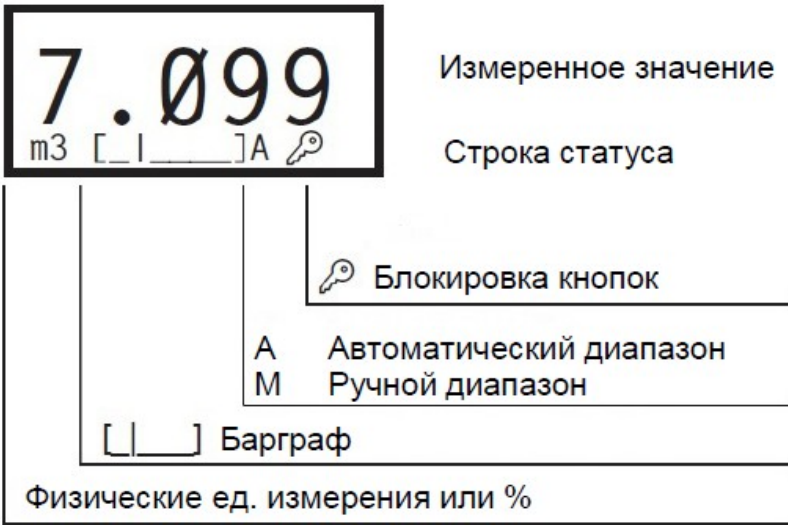 7.Ø99
Измеренное значение
m3 [_|____]A
Строка статуса
Блокировка кнопок
A Автоматический диапазон
M Ручной диапазон
[_|___] Барграф
Физические ед. измерения или %